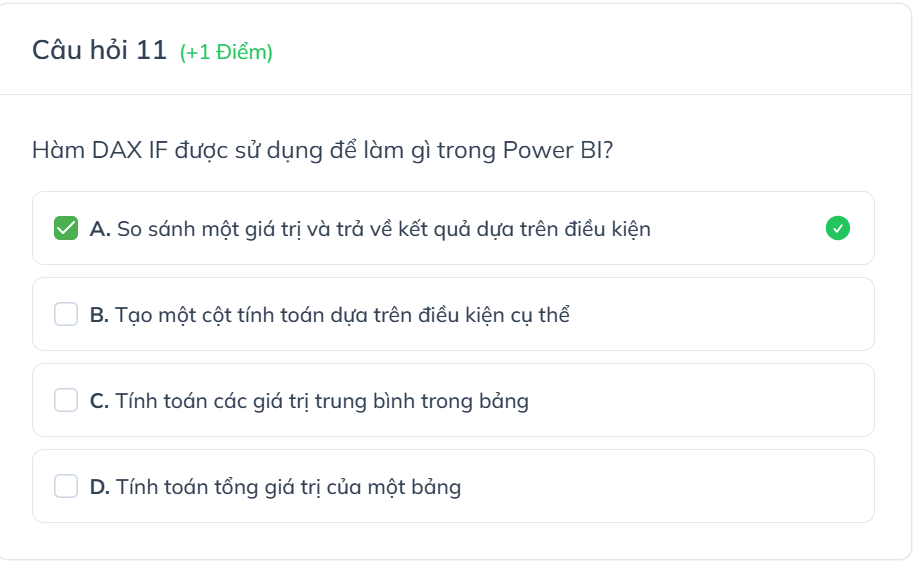 Câu hỏi 11 (+1 Điểm)
Hàm DAX IF được sử dụng để làm gì trong Power BI?
A. So sánh một giá trị và trả về kết quả dựa trên điều kiện
B. Tạo một cột tính toán dựa trên điều kiện cụ thể
C. Tính toán các giá trị trung bình trong bảng
D. Tính toán tổng giá trị của một bảng